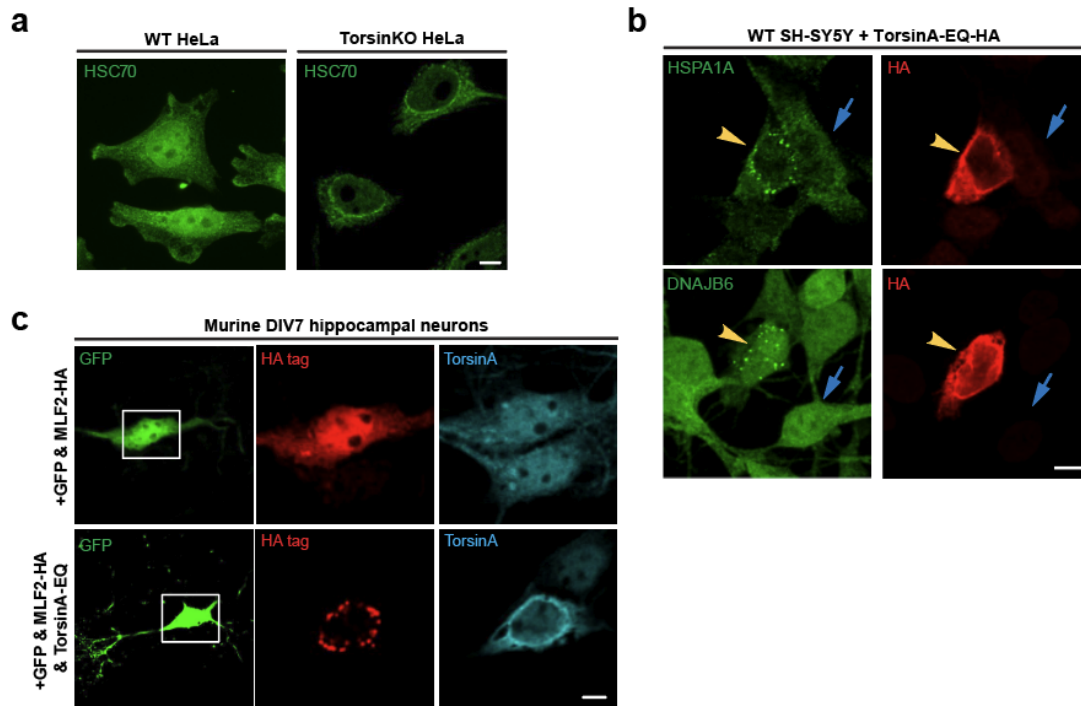 a
WT HeLa
TorsinKO HeLa
HSC70
HSC70
b
WT SH-SY5Y + TorsinA-EQ-HA
HSPA1A
HA
DNAJB6
HA
c
Murine DIV7 hippocampal neurons
+GFP & MLF2-HA
GFP
HA tag
TorsinA
+GFP & MLF2-HA
& TorsinA-EQ
GFP
HA tag
TorsinA